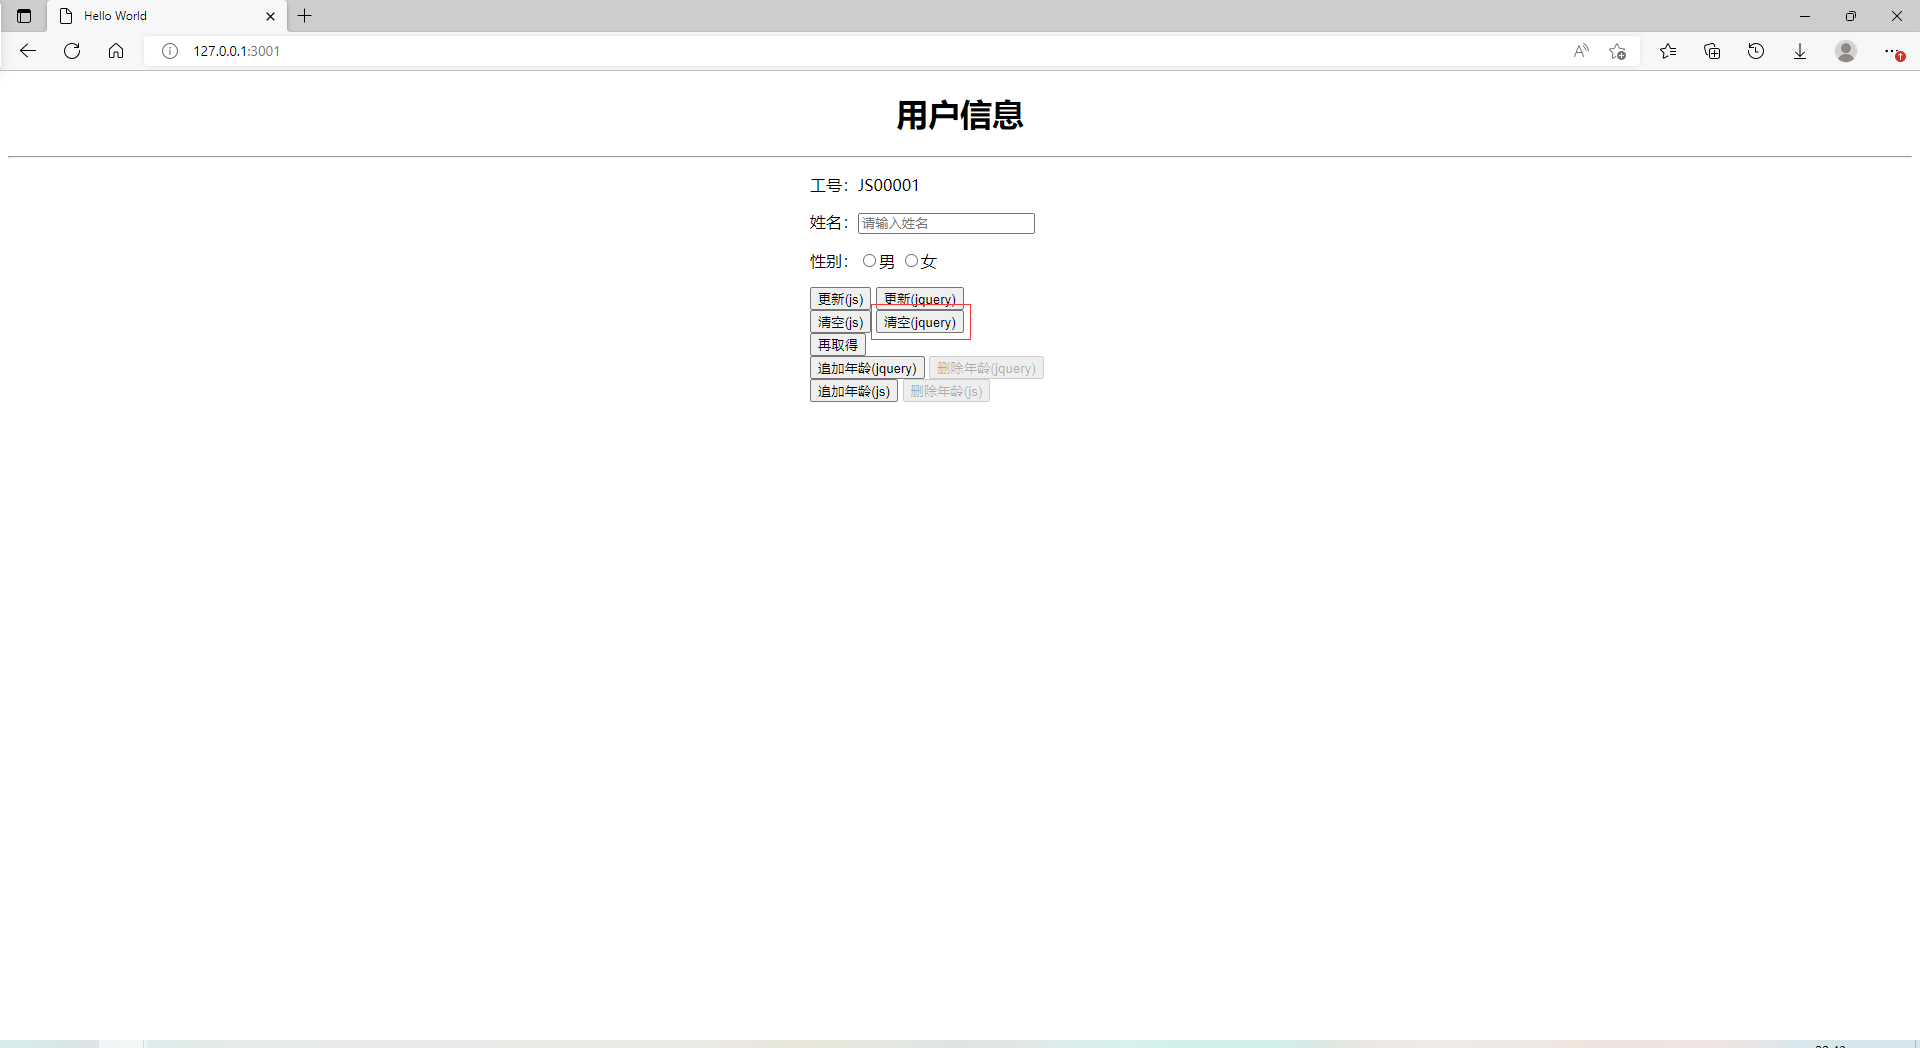 Hello World
127.0.0.1:3001
用户信息
工号：JS00001
姓名：请输入姓名
性别：男 女
更新(js) 更新(jquery)
清空(js) 清空(jquery)
再取得
追加年龄(jquery) 删除年龄(jquery)
追加年龄(js) 删除年龄(js)